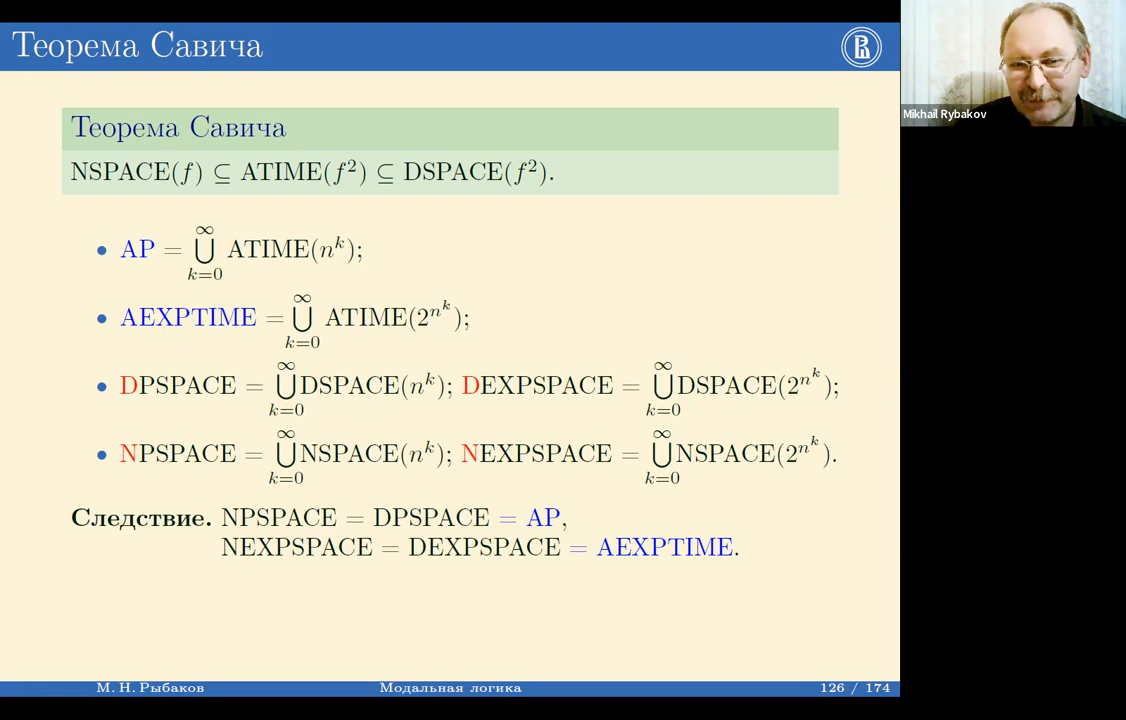 Теорема Савича
Mikhail Rybakov
Теорема Савича
NSPACE(f) ⊆ ATIME(f²) ⊆ DSPACE(f²).
• AP = ⋃_{k=0}^{∞} ATIME(n^k);
• AEXPTIME = ⋃_{k=0}^{∞} ATIME(2^{n^k});
• DPSPACE = ⋃_{k=0}^{∞} DSPACE(n^k); DEXPSPACE = ⋃_{k=0}^{∞} DSPACE(2^{n^k});
• NPSPACE = ⋃_{k=0}^{∞} NSPACE(n^k); NEXPSPACE = ⋃_{k=0}^{∞} NSPACE(2^{n^k}).
Следствие. NPSPACE = DPSPACE = AP,
NEXPSPACE = DEXPSPACE = AEXPTIME.
М. Н. Рыбаков Модальная логика 126 / 174